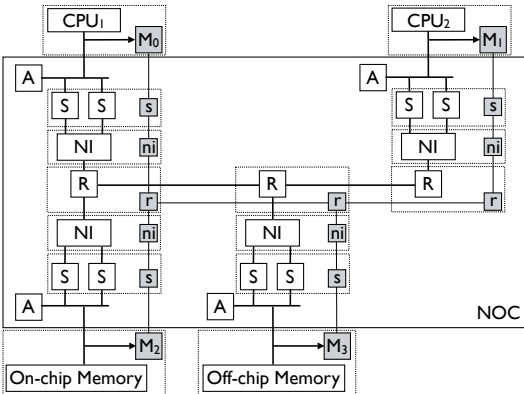 CPU1 M0 CPU2 M1
A A
S S s S S s
NI ni NI ni
R r R r R r
NI ni NI ni
S S s S S s
A A NOC
M2 M3
On-chip Memory Off-chip Memory